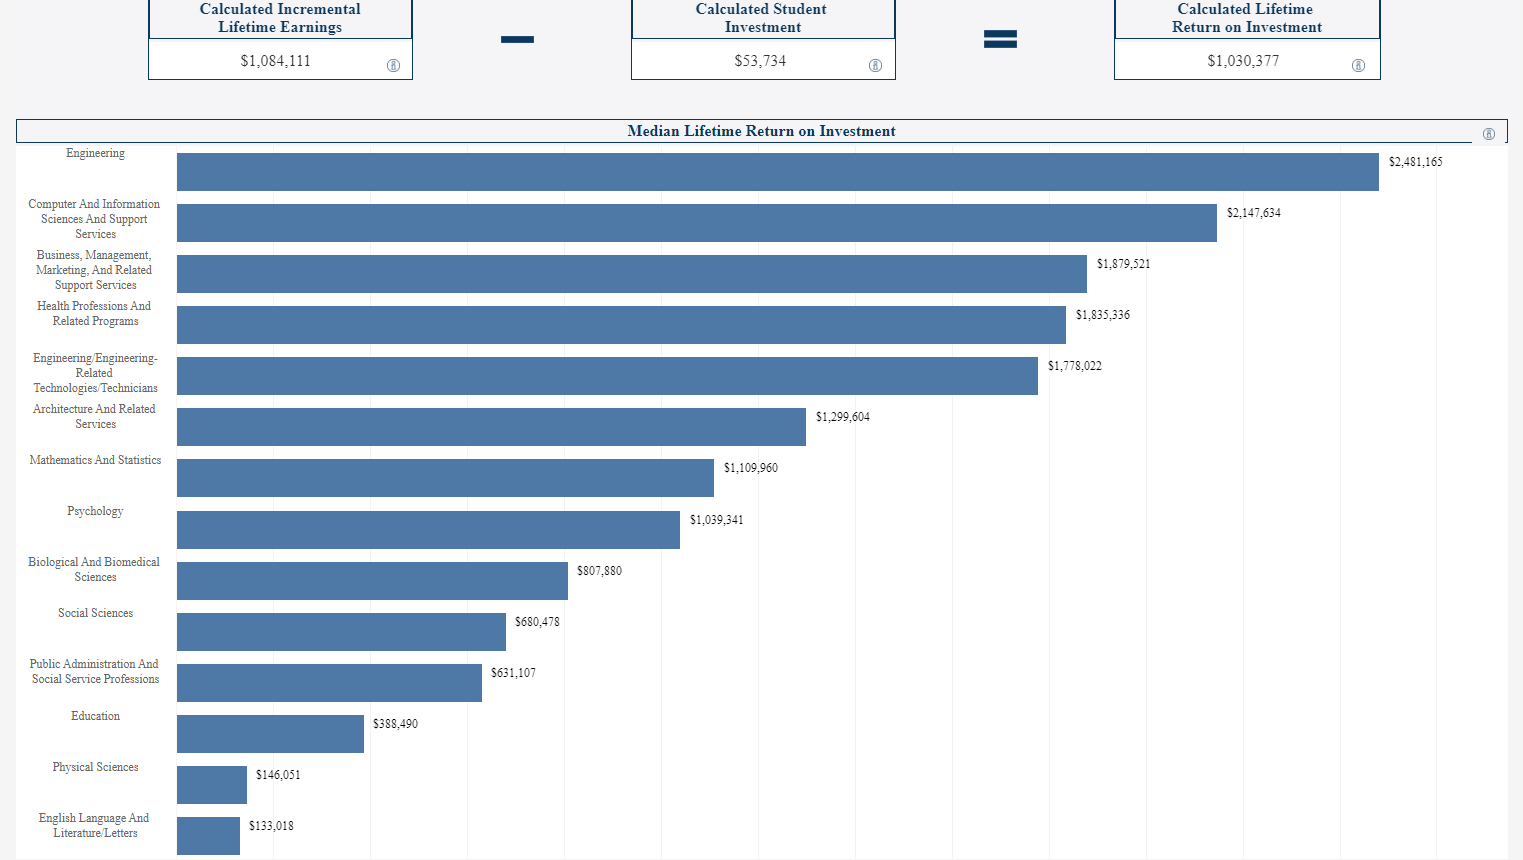 Calculated Incremental
Lifetime Earnings
$1,084,111
Calculated Student
Investment
$53,734
Calculated Lifetime
Return on Investment
$1,030,377
Median Lifetime Return on Investment
Engineering
$2,481,165
Computer And Information
Sciences And Support
Services
$2,147,634
Business, Management,
Marketing, And Related
Support Services
$1,879,521
Health Professions And
Related Programs
$1,835,336
Engineering/Engineering-
Related
Technologies/Technicians
$1,778,022
Architecture And Related
Services
$1,299,604
Mathematics And Statistics
$1,109,960
Psychology
$1,039,341
Biological And Biomedical
Sciences
$807,880
Social Sciences
$680,478
Public Administration And
Social Service Professions
$631,107
Education
$388,490
Physical Sciences
$146,051
English Language And
Literature/Letters
$133,018